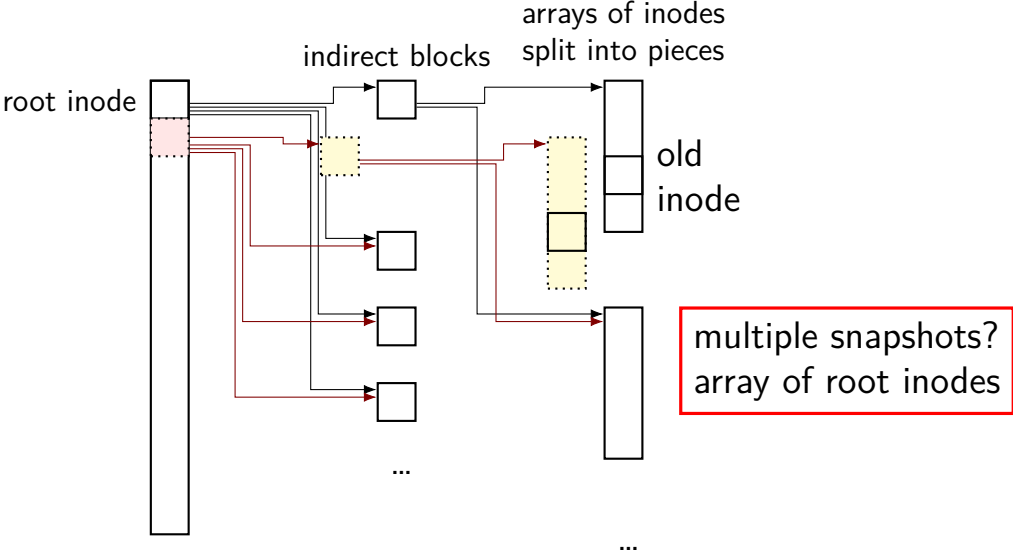 arrays of inodes
split into pieces
indirect blocks
root inode
old
inode
multiple snapshots?
array of root inodes
...
...